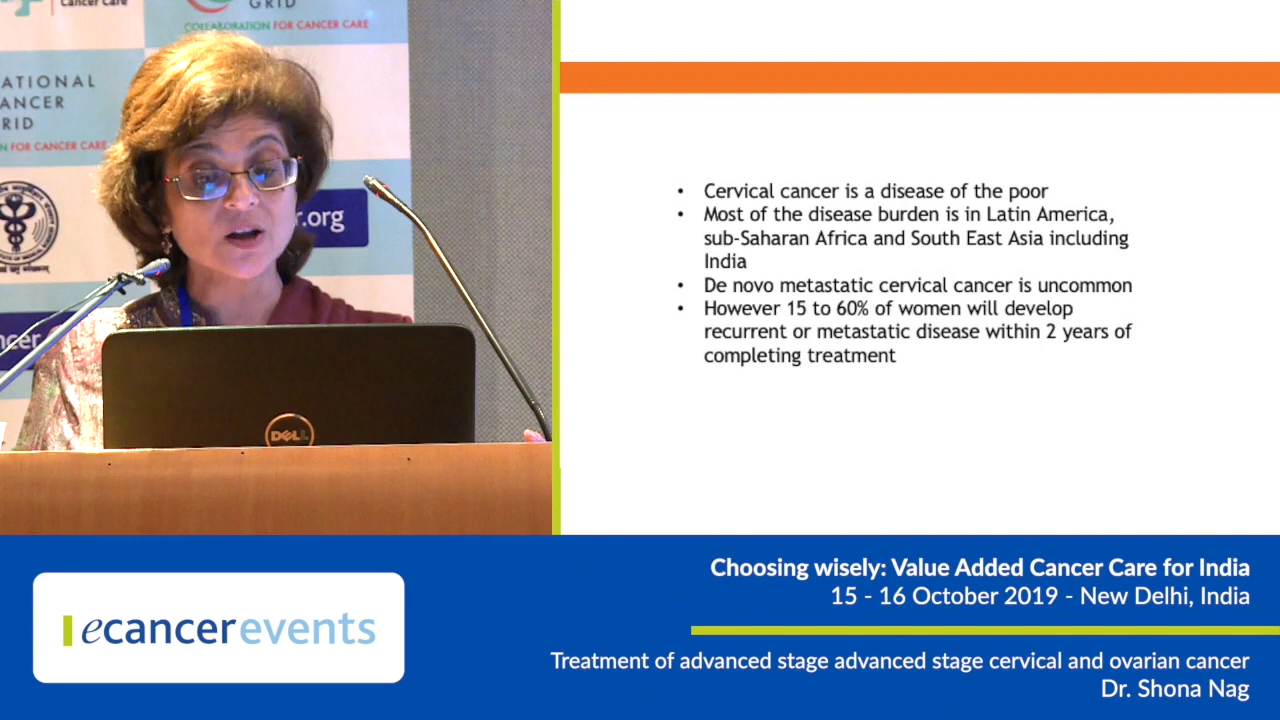 Cancer Care
GRID
COLLABORATION FOR CANCER CARE
ATIONAL
ANCER
RID
N FOR CANCER CARE
r.org
ncer
DELL
• Cervical cancer is a disease of the poor
• Most of the disease burden is in Latin America,
sub-Saharan Africa and South East Asia including
India
• De novo metastatic cervical cancer is uncommon
• However 15 to 60% of women will develop
recurrent or metastatic disease within 2 years of
completing treatment
ecancerevents
Choosing wisely: Value Added Cancer Care for India
15 - 16 October 2019 - New Delhi, India
Treatment of advanced stage advanced stage cervical and ovarian cancer
Dr. Shona Nag